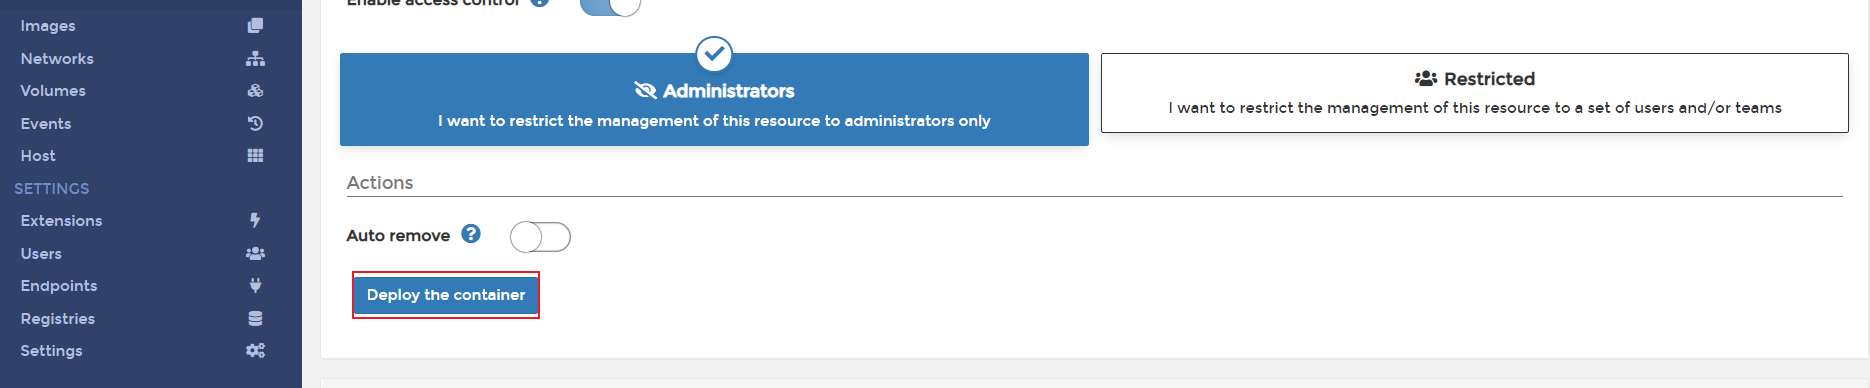 Images
Networks
Volumes
Events
Host
SETTINGS
Extensions
Users
Endpoints
Registries
Settings
Enable access control ?
Administrators
I want to restrict the management of this resource to administrators only
Restricted
I want to restrict the management of this resource to a set of users and/or teams
Actions
Auto remove ?
Deploy the container